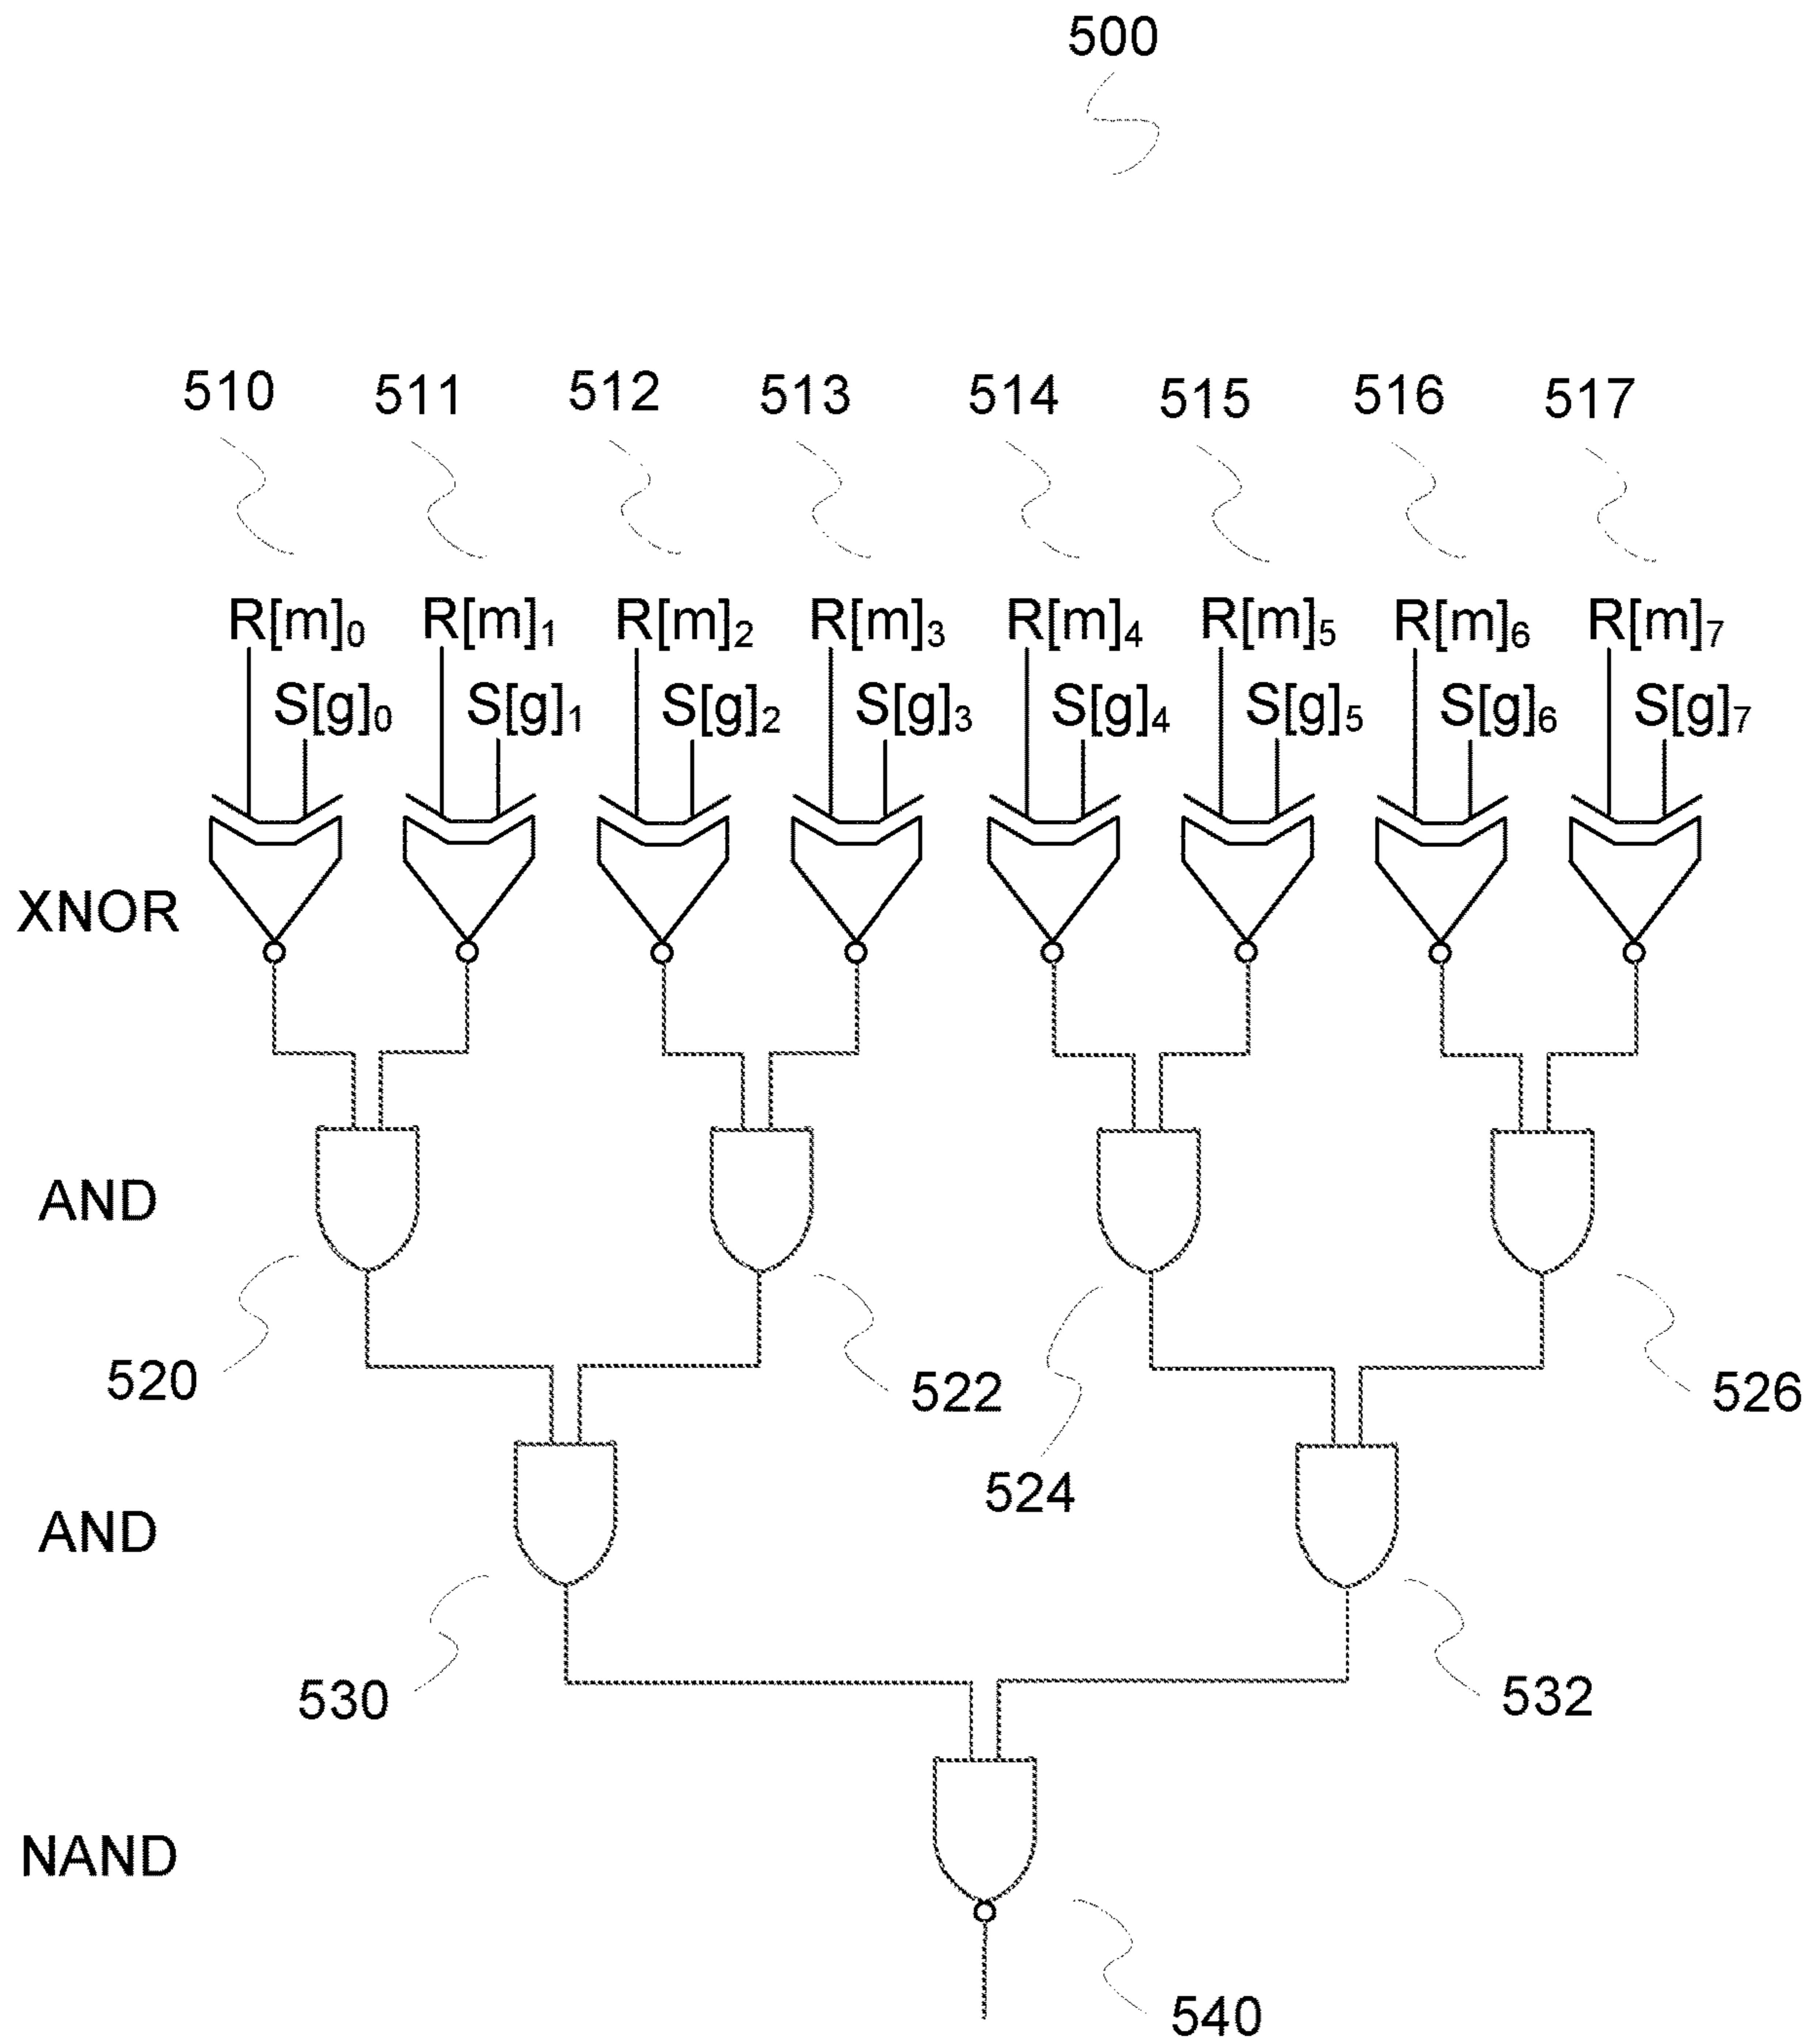 500
510 511 512 513 514 515 516 517
R[m]₀ R[m]₁ R[m]₂ R[m]₃ R[m]₄ R[m]₅ R[m]₆ R[m]₇
S[g]₀ S[g]₁ S[g]₂ S[g]₃ S[g]₄ S[g]₅ S[g]₆ S[g]₇
XNOR
AND
520 522 524 526
AND
530 532
NAND
540